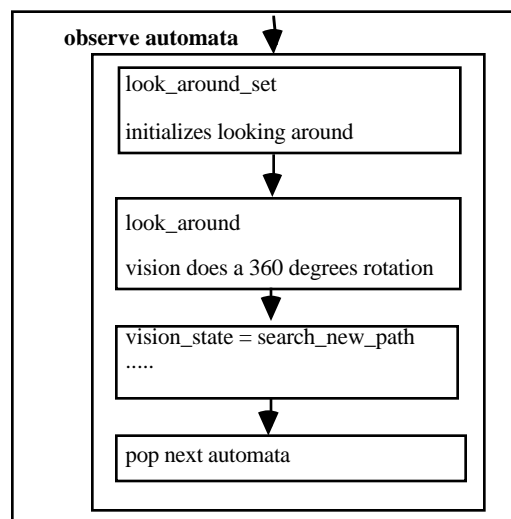 observe automata
look_around_set
initializes looking around
look_around
vision does a 360 degrees rotation
vision_state = search_new_path
.....
pop next automata